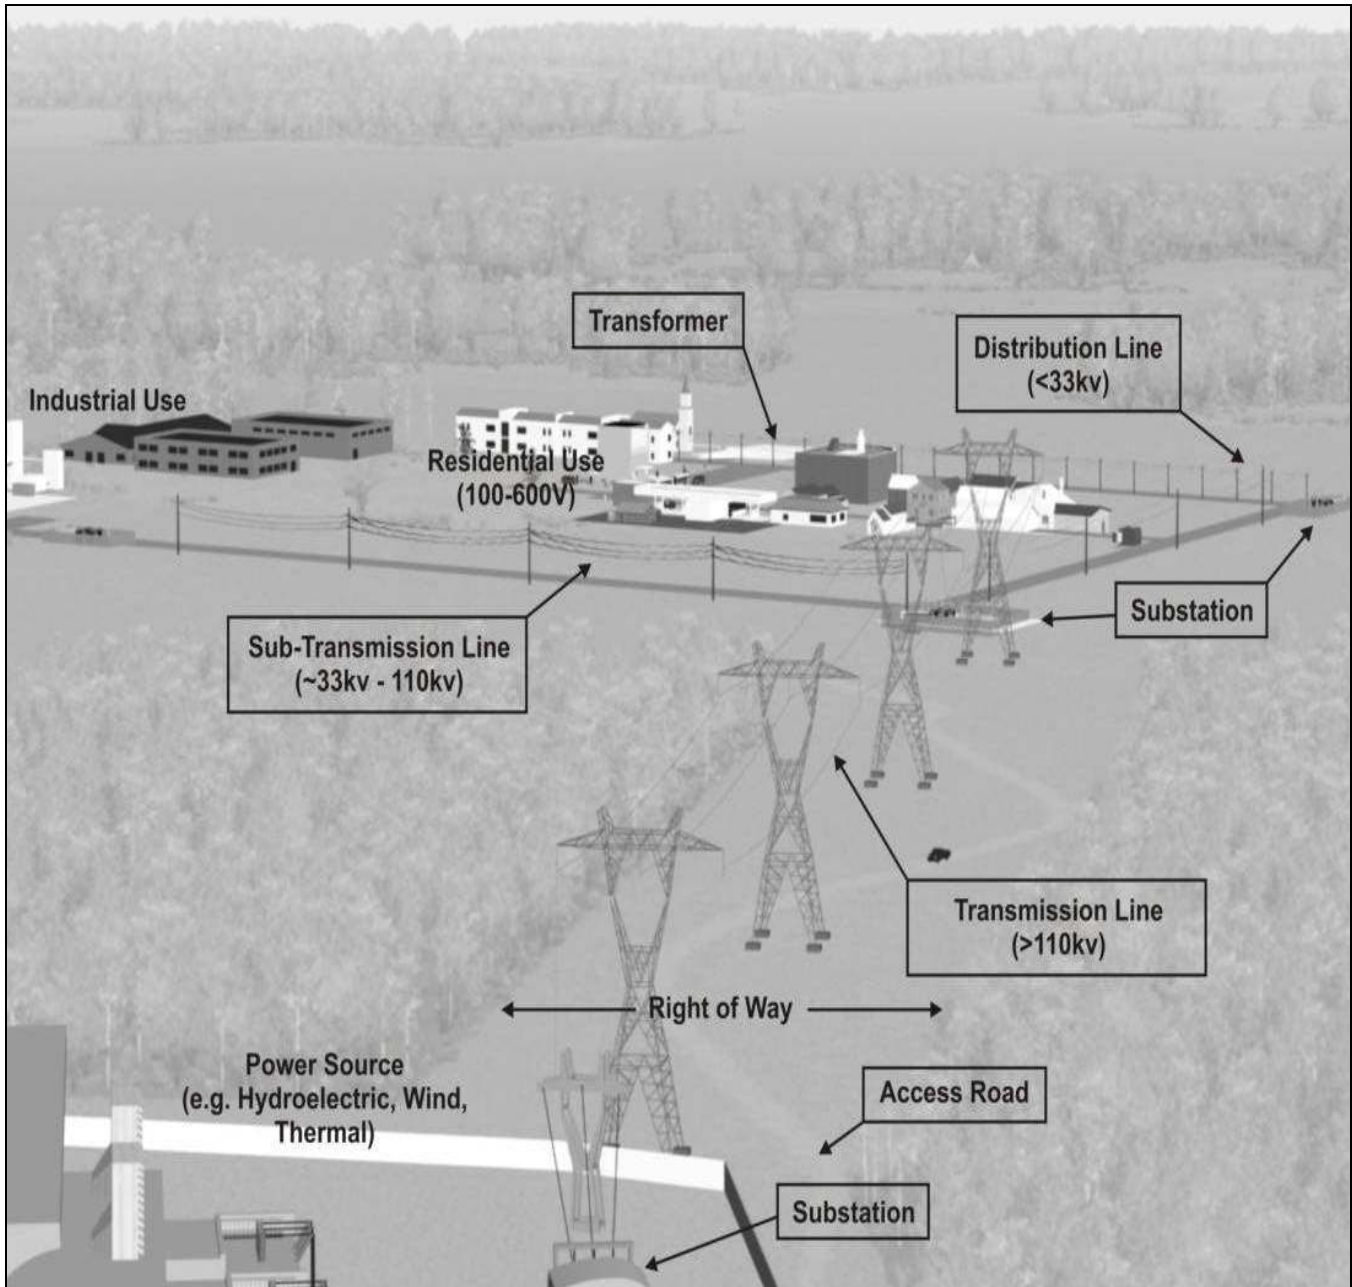 Transformer
Distribution Line
(<33kv)
Industrial Use
Residential Use
(100-600V)
Substation
Sub-Transmission Line
(~33kv - 110kv)
Transmission Line
(>110kv)
Right of Way
Power Source
(e.g. Hydroelectric, Wind,
Thermal)
Access Road
Substation